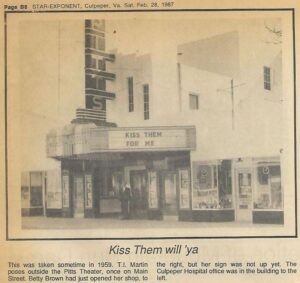 Page B8 STAR-EXPONENT, Culpeper, Va. Sat. Feb. 28, 1987
PITTS
KISS THEM
FOR ME
Kiss Them will 'ya
This was taken sometime in 1959. T.I. Martin
poses outside the Pitts Theater, once on Main
Street. Betty Brown had just opened her shop, to
the right, but her sign was not up yet. The
Culpeper Hospital office was in the building to the
left.